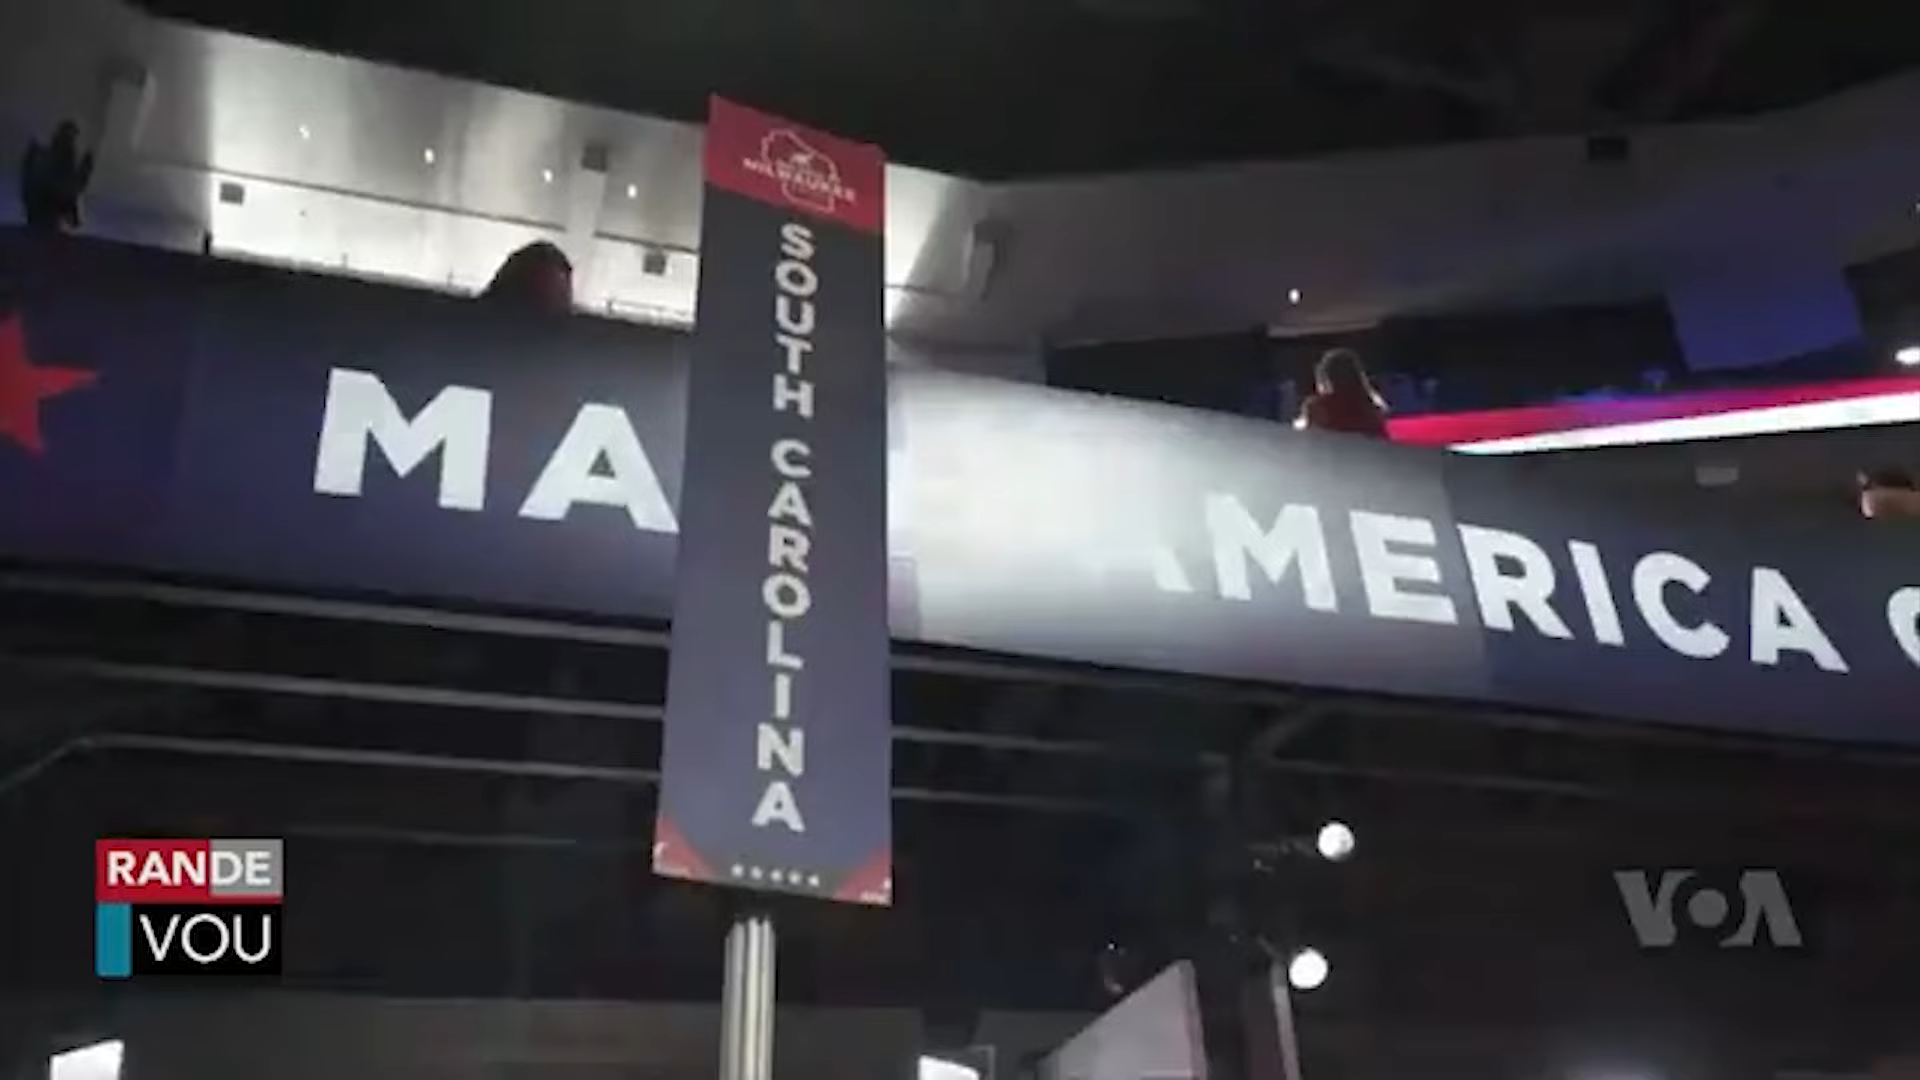 MILWAUKEE
SOUTH CAROLINA
MA
AMERICA
RANDE
VOU
VOA